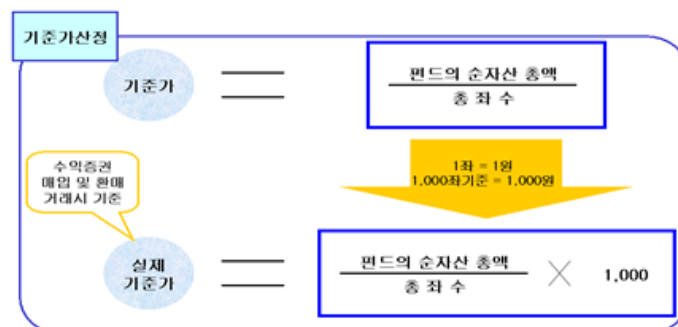 기준가산정
기준가
펀드의 순자산 총액
총 좌 수
1좌 = 1원
1,000좌기준 = 1,000원
수익증권
매입 및 환매
거래시 기준
실제
기준가
펀드의 순자산 총액
총 좌 수
1,000